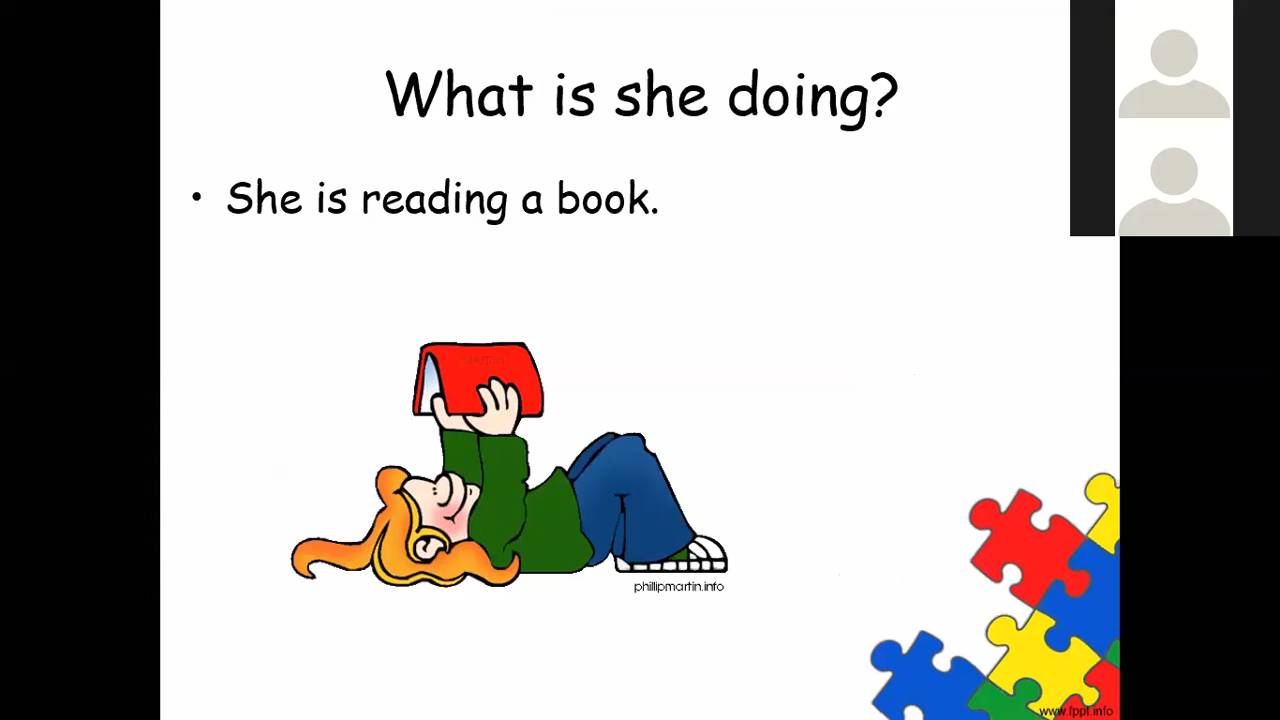 What is she doing?
• She is reading a book.
phillipmartin.info
www.fppt.info